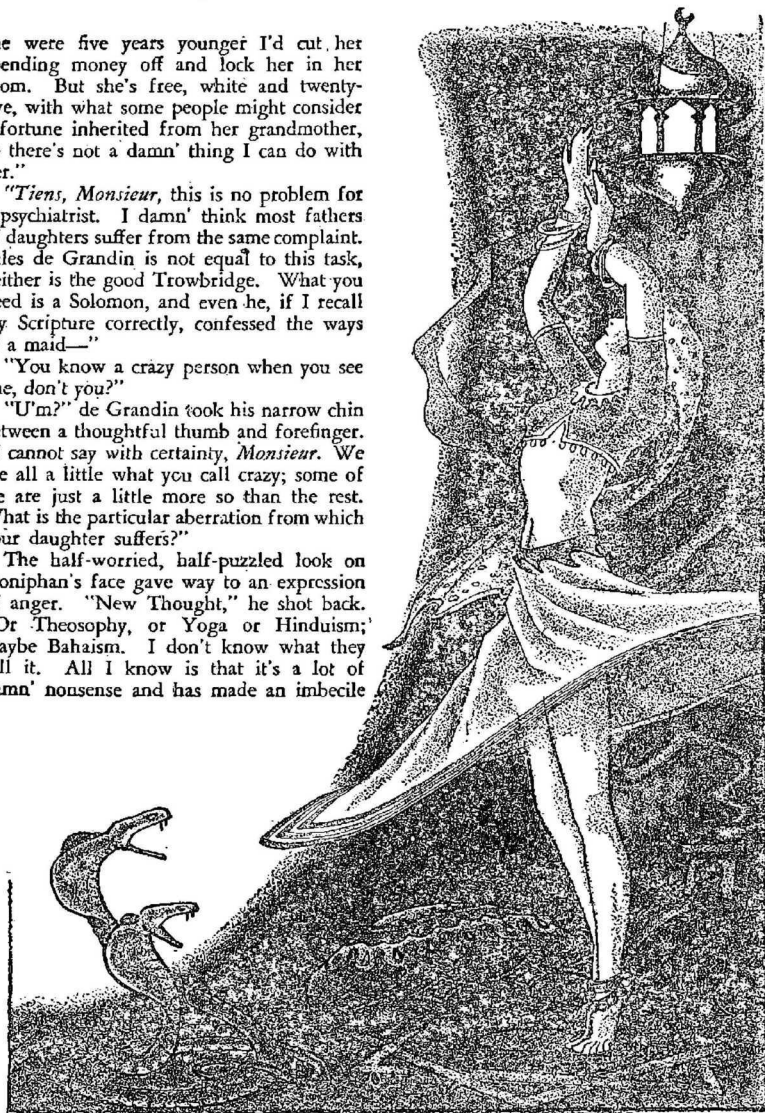 e were five years younger I'd cut her
ending money off and lock her in her
om. But she's free, white and twenty-
e, with what some people might consider
fortune inherited from her grandmother,
there's not a damn' thing I can do with
er."
"Tiens, Monsieur, this is no problem for
psychiatrist. I damn' think most fathers
daughters suffer from the same complaint.
les de Grandin is not equal to this task,
either is the good Trowbridge. What you
eed is a Solomon, and even he, if I recall
y Scripture correctly, confessed the ways
a maid—"
"You know a crazy person when you see
ne, don't you?"
"U'm?" de Grandin took his narrow chin
tween a thoughtful thumb and forefinger.
cannot say with certainty, Monsieur. We
e all a little what you call crazy; some of
e are just a little more so than the rest.
hat is the particular aberration from which
ur daughter suffers?"
The half-worried, half-puzzled look on
oniphan's face gave way to an expression
anger. "New Thought," he shot back.
Or Theosophy, or Yoga or Hinduism;
aybe Bahaism. I don't know what they
ll it. All I know is that it's a lot of
mn' nonsense and has made an imbecile